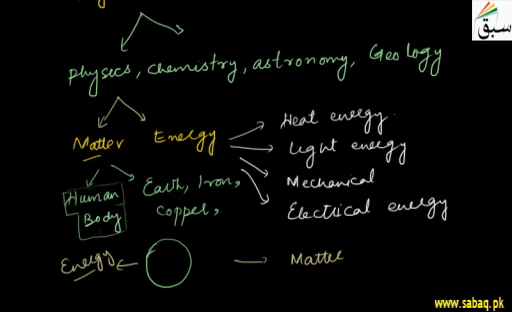 سبق
Physics, Chemistry, astronomy, Geology
Matter Energy
Heat energy
Light energy
Mechanical
Electrical energy
Human
Body
Earth, Iron,
Copper,
Energy
Matte
www.sabaq.pk